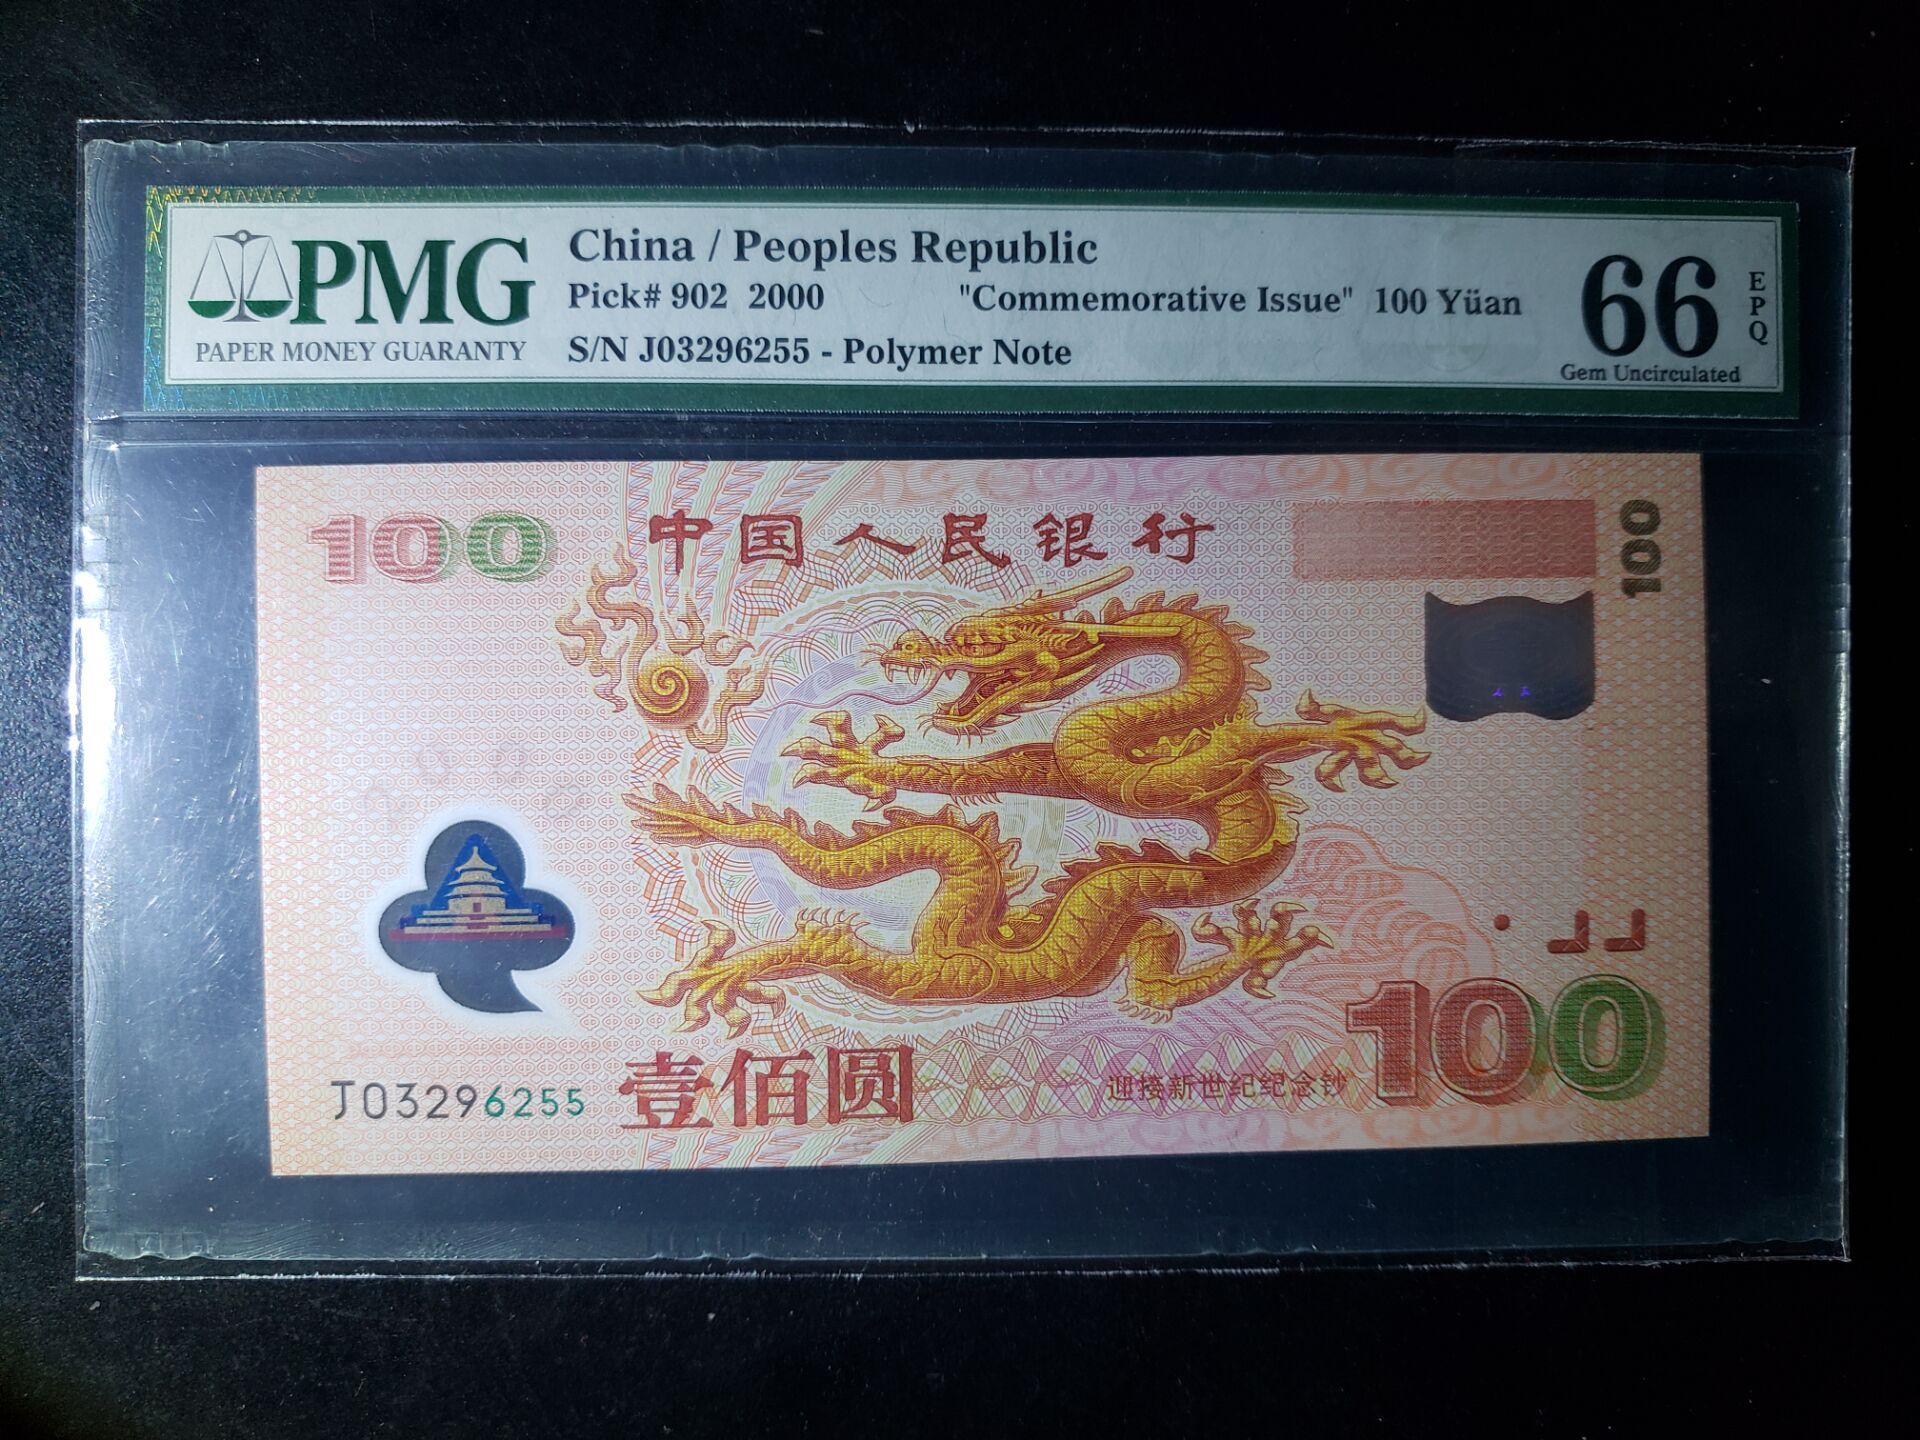 PMG
PAPER MONEY GUARANTY
China / Peoples Republic
Pick# 902 2000 "Commemorative Issue" 100 Yüan
S/N J03296255 - Polymer Note
66 EPQ
Gem Uncirculated
100
中国人民银行
100
100
J03296255
壹佰圆
迎接新世纪纪念钞